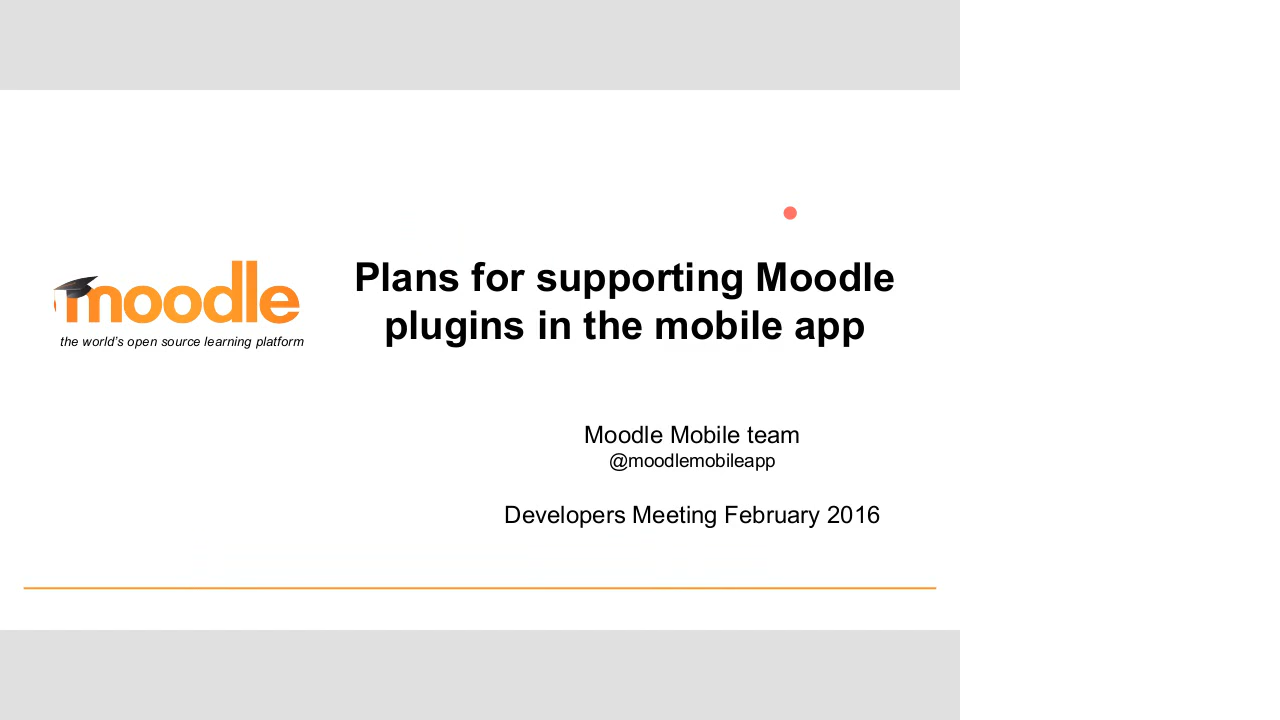 moodle
the world's open source learning platform
Plans for supporting Moodle
plugins in the mobile app
Moodle Mobile team
@moodlemobileapp
Developers Meeting February 2016